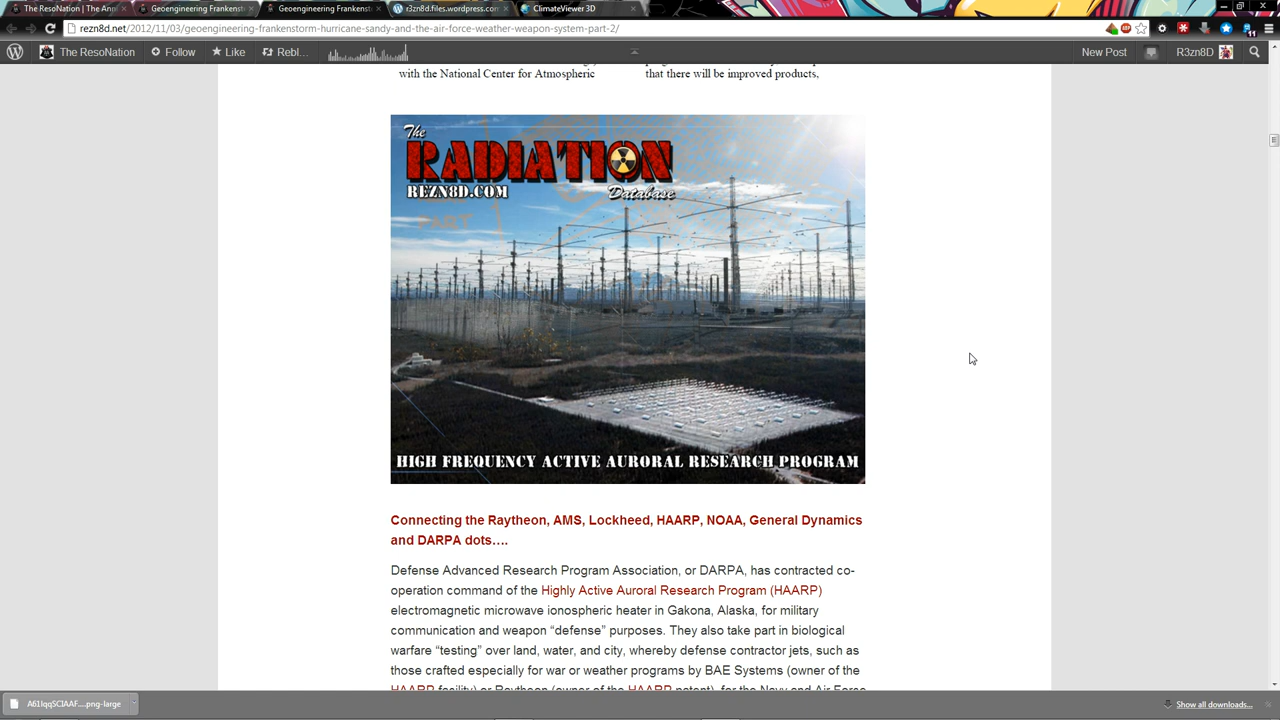 The ResoNation | The Ang
Geoengineering Frankenst
Geoengineering Frankenst
r3zn8d.files.wordpress.com
ClimateViewer 3D
rezn8d.net/2012/11/03/geoengineering-frankenstorm-hurricane-sandy-and-the-air-force-weather-weapon-system-part-2/
The ResoNation
Follow
Like
Rebl...
New Post
R3zn8D
with the National Center for Atmospheric
that there will be improved products,
The
RADIATION
REZN8D.COM
Database
PART
HIGH FREQUENCY ACTIVE AURORAL RESEARCH PROGRAM
Connecting the Raytheon, AMS, Lockheed, HAARP, NOAA, General Dynamics
and DARPA dots….
Defense Advanced Research Program Association, or DARPA, has contracted co-
operation command of the Highly Active Auroral Research Program (HAARP)
electromagnetic microwave ionospheric heater in Gakona, Alaska, for military
communication and weapon “defense” purposes. They also take part in biological
warfare “testing” over land, water, and city, whereby defense contractor jets, such as
those crafted especially for war or weather programs by BAE Systems (owner of the
HAARP facility) or Raytheon (owner of the HAARP patent), for the Navy and Air Force
A61IqqSCIAAF....png-large
Show all downloads...